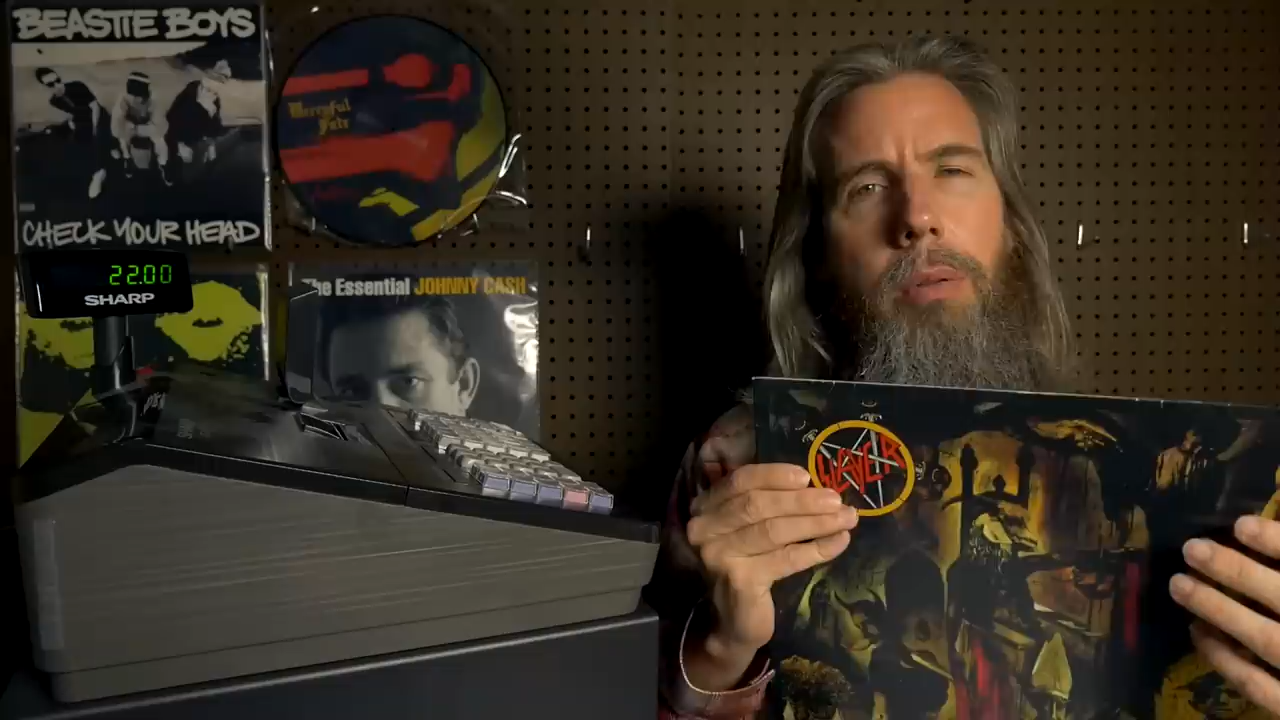 BEASTIE BOYS
CHECK YOUR HEAD
Mercyful
Fate
22.00
SHARP
The Essential JOHNNY CASH
SLAYER